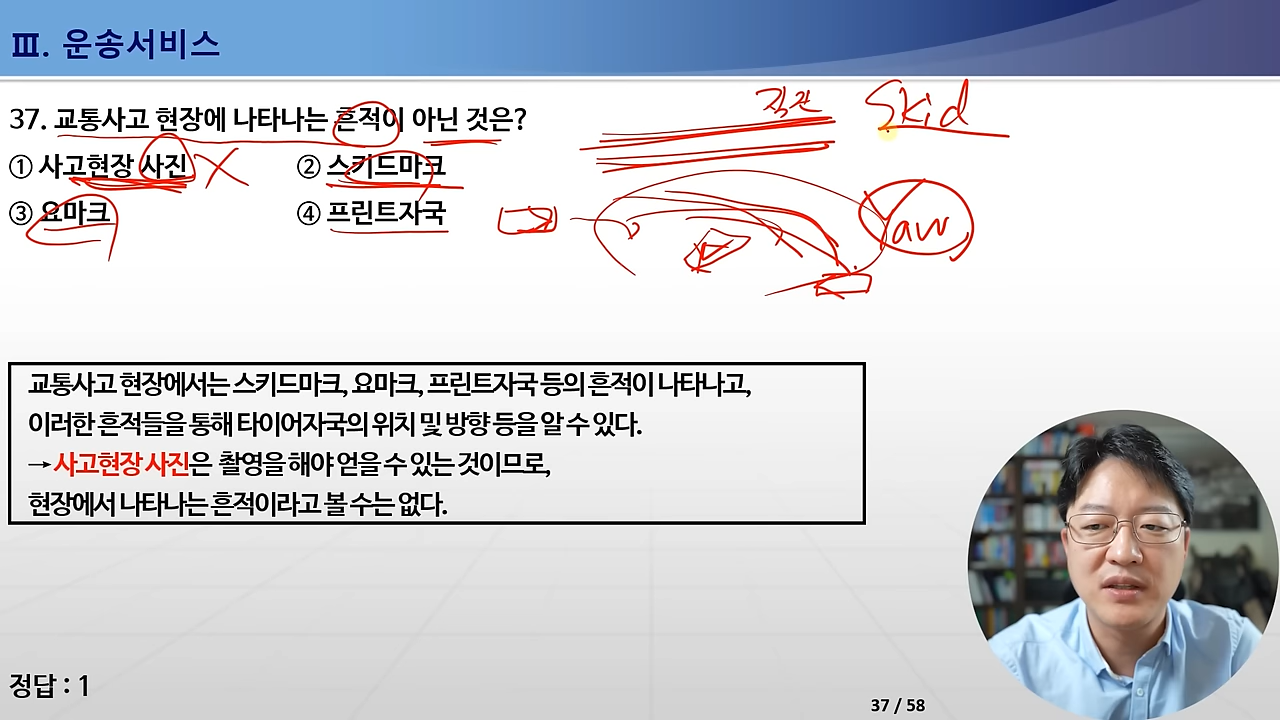 Ⅲ. 운송서비스
37. 교통사고 현장에 나타나는 흔적이 아닌 것은?
① 사고현장 사진 ② 스키드마크
③ 요마크 ④ 프린트자국
직관 Skid
Yaw
교통사고 현장에서는 스키드마크, 요마크, 프린트자국 등의 흔적이 나타나고,
이러한 흔적들을 통해 타이어자국의 위치 및 방향 등을 알 수 있다.
→ 사고현장 사진은 촬영을 해야 얻을 수 있는 것이므로,
현장에서 나타나는 흔적이라고 볼 수는 없다.
정답 : 1
37 / 58